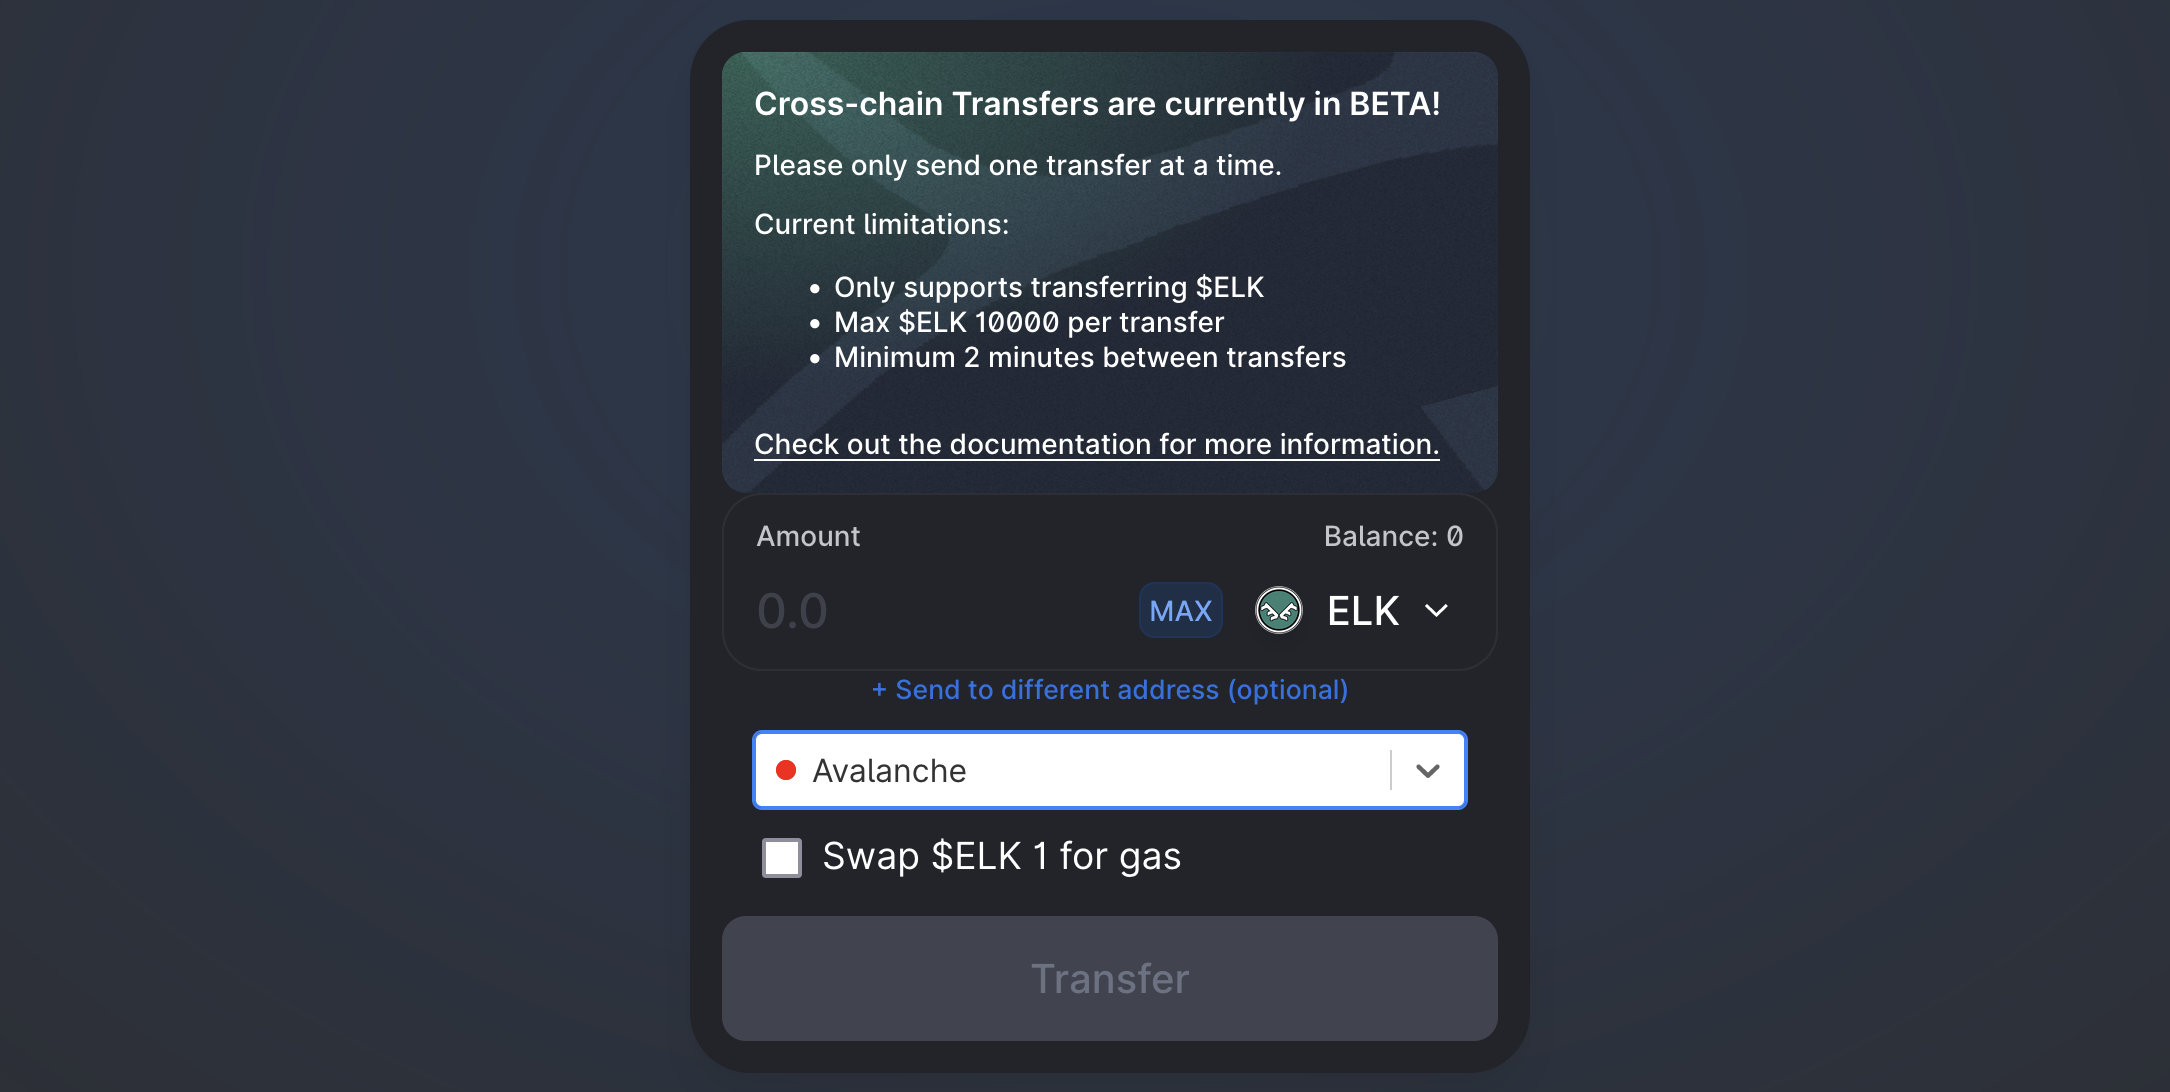 Cross-chain Transfers are currently in BETA!
Please only send one transfer at a time.
Current limitations:
• Only supports transferring $ELK
• Max $ELK 10000 per transfer
• Minimum 2 minutes between transfers
Check out the documentation for more information.
Amount Balance: 0
0.0 MAX ELK
+ Send to different address (optional)
Avalanche
Swap $ELK 1 for gas
Transfer